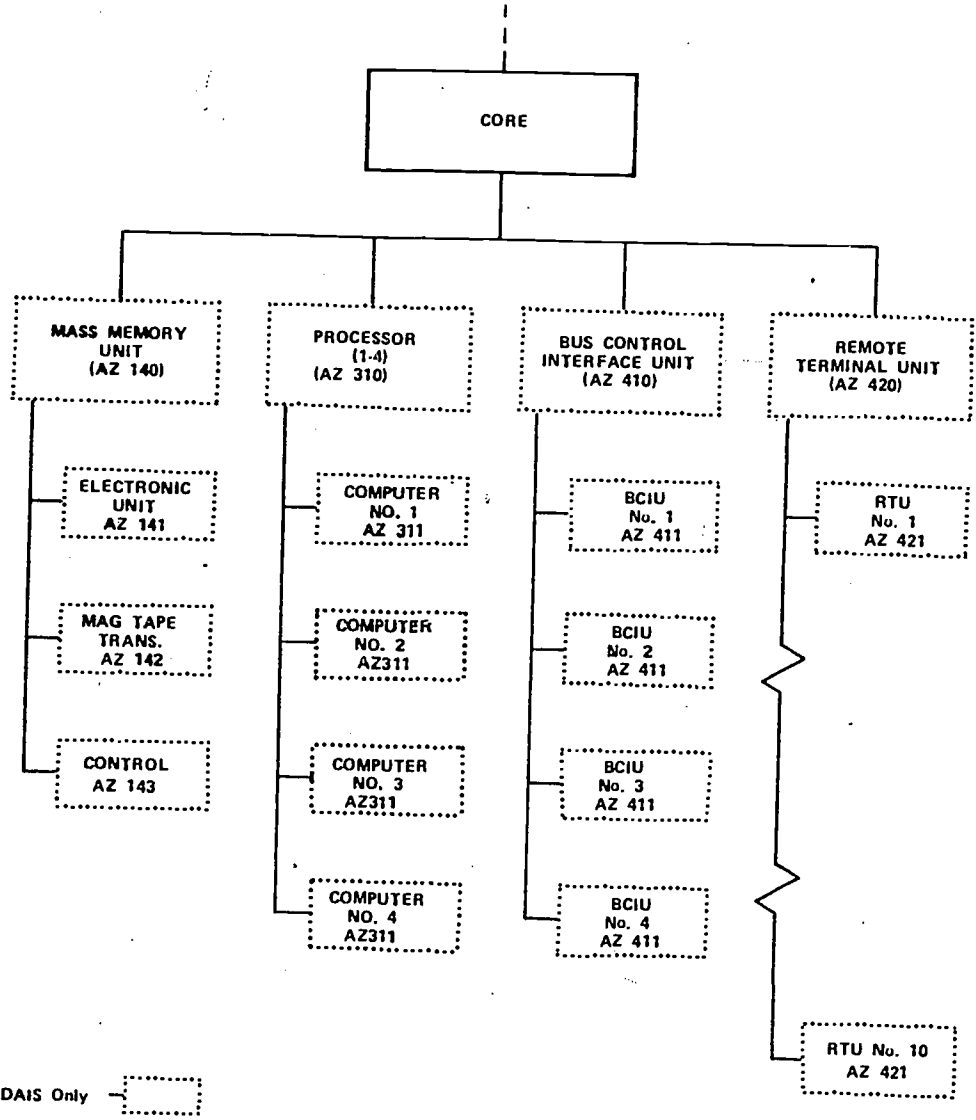 CORE
MASS MEMORY
UNIT
(AZ 140)
PROCESSOR
(1-4)
(AZ 310)
BUS CONTROL
INTERFACE UNIT
(AZ 410)
REMOTE
TERMINAL UNIT
(AZ 420)
ELECTRONIC
UNIT
AZ 141
MAG TAPE
TRANS.
AZ 142
CONTROL
AZ 143
COMPUTER
NO. 1
AZ 311
COMPUTER
NO. 2
AZ311
COMPUTER
NO. 3
AZ311
COMPUTER
NO. 4
AZ311
BCIU
No. 1
AZ 411
BCIU
No. 2
AZ 411
BCIU
No. 3
AZ 411
BCIU
No. 4
AZ 411
RTU
No. 1
AZ 421
RTU No. 10
AZ 421
DAIS Only